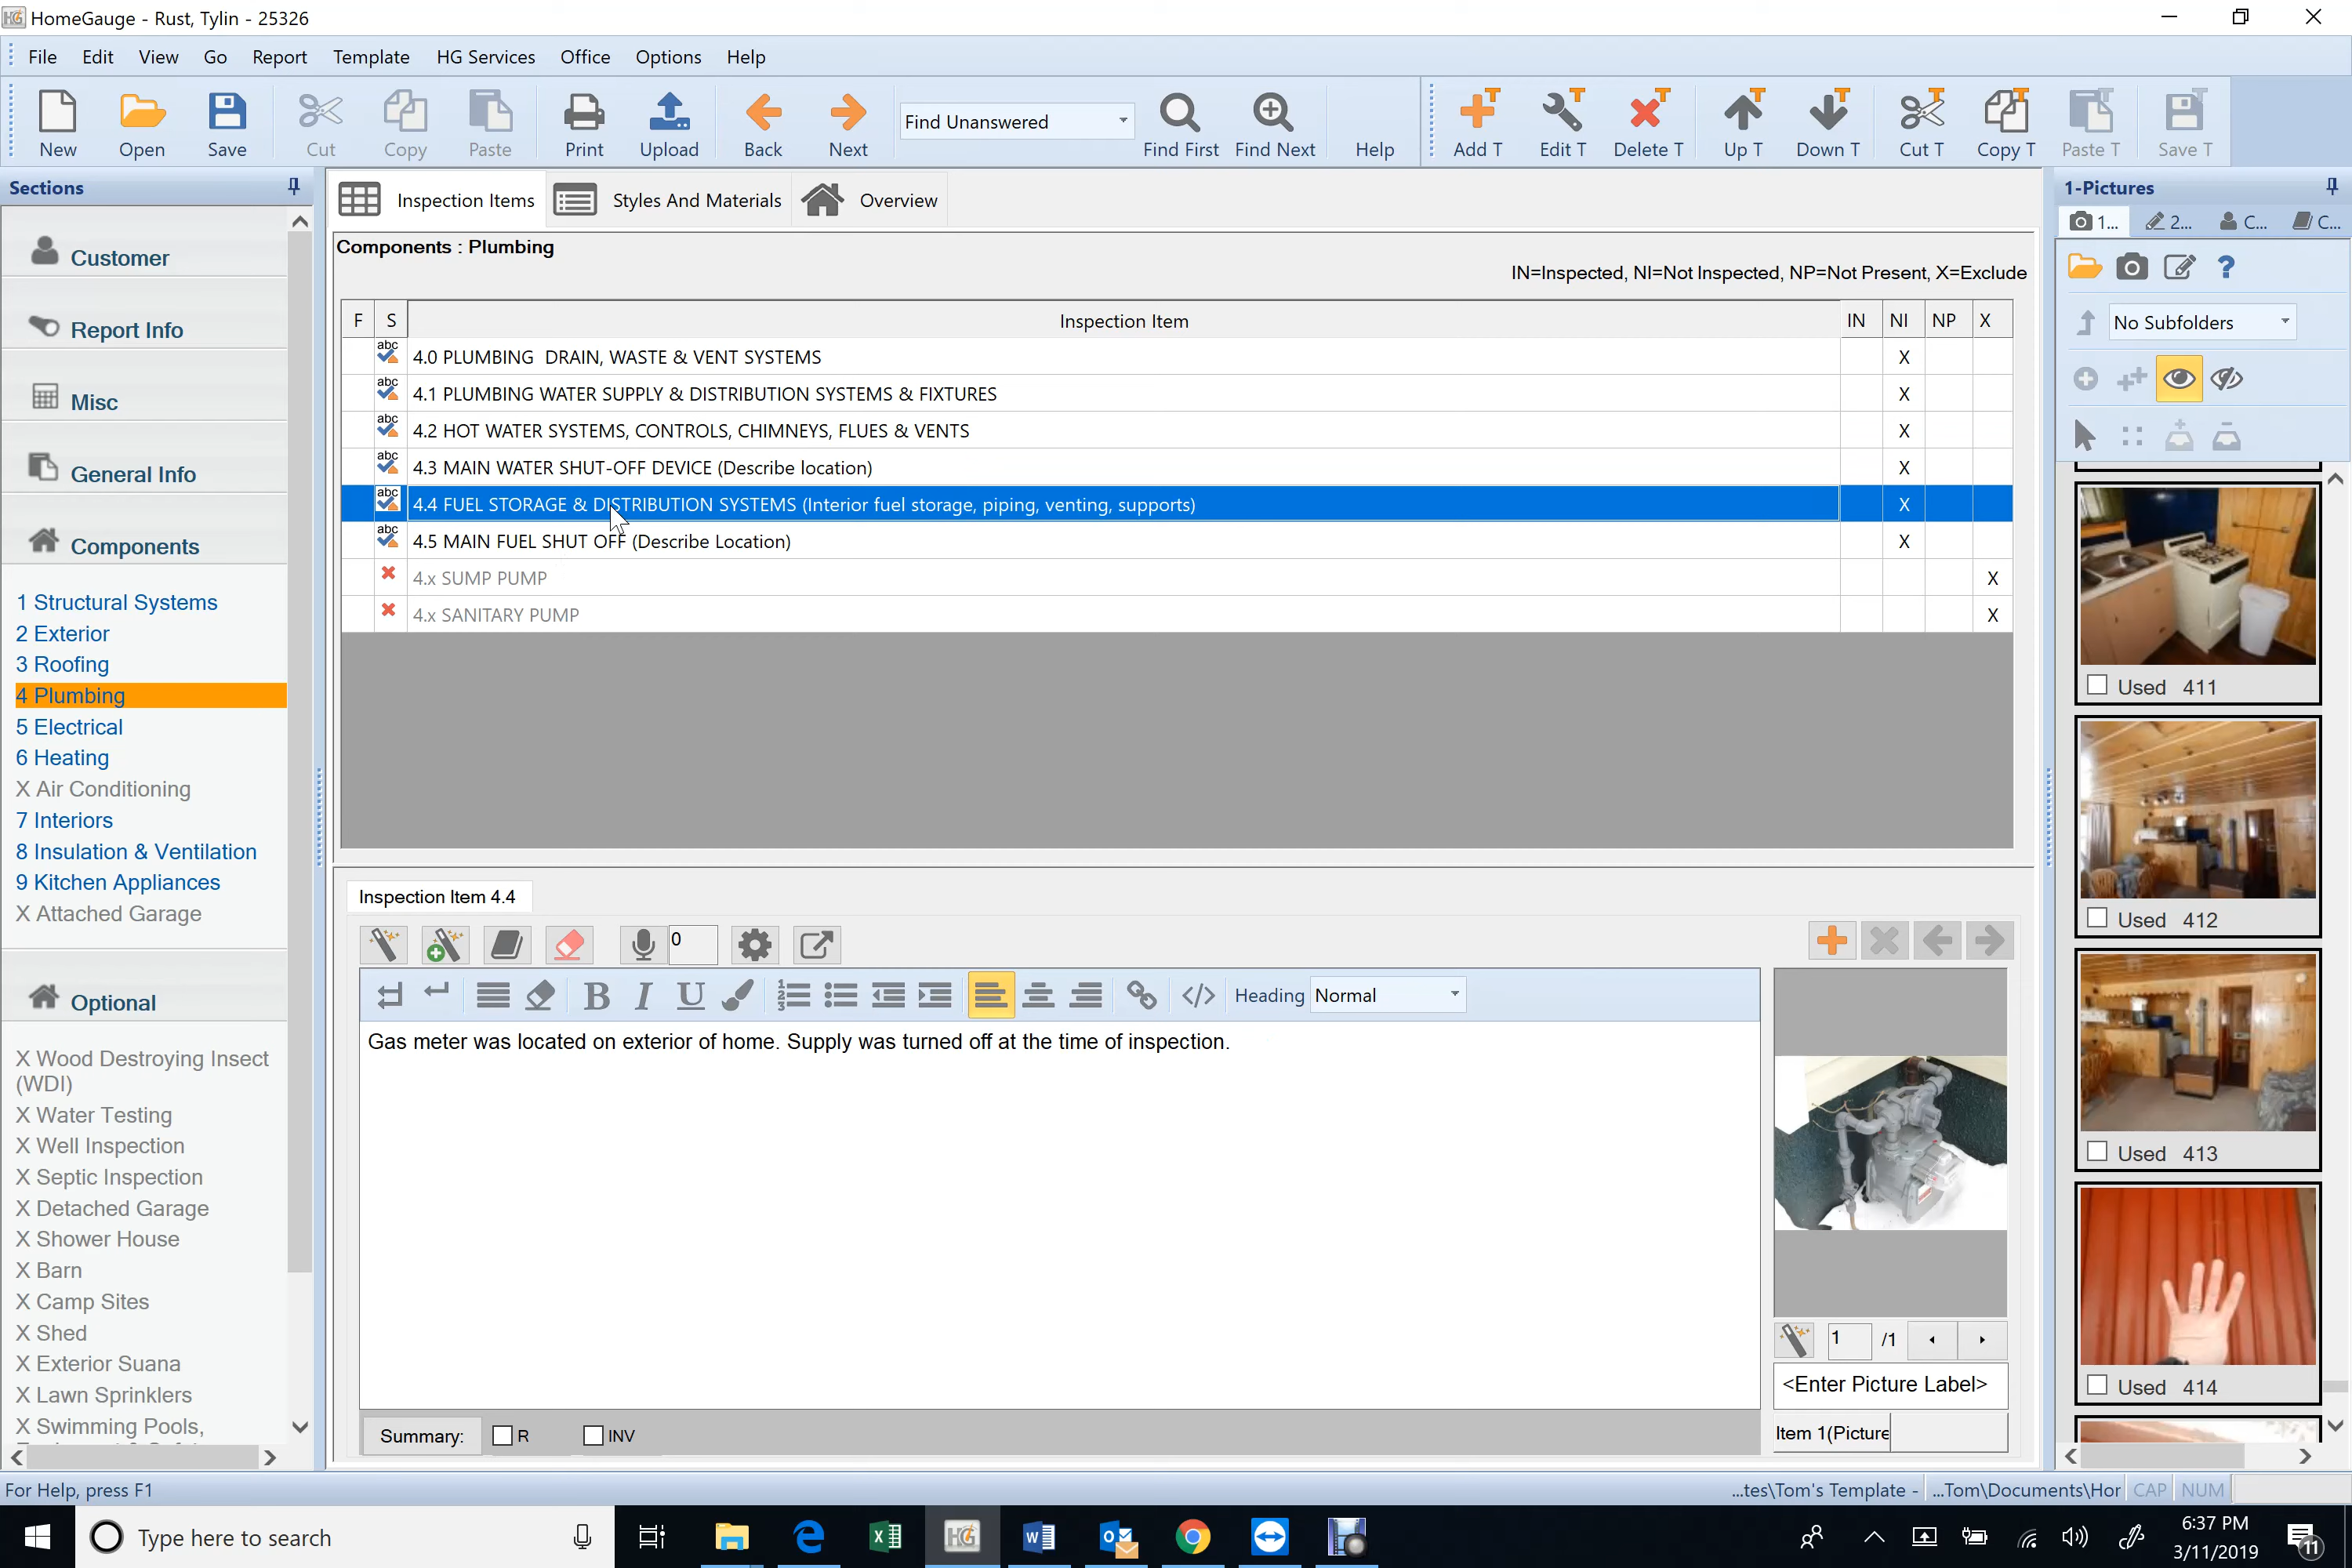 HomeGauge - Rust, Tylin - 25326
File Edit View Go Report Template HG Services Office Options Help
New Open Save Cut Copy Paste Print Upload Back Next Find Unanswered Find First Find Next Help Add T Edit T Delete T Up T Down T Cut T Copy T Paste T Save T
Sections
Customer
Report Info
Misc
General Info
Components
1 Structural Systems
2 Exterior
3 Roofing
4 Plumbing
5 Electrical
6 Heating
X Air Conditioning
7 Interiors
8 Insulation & Ventilation
9 Kitchen Appliances
X Attached Garage
Optional
X Wood Destroying Insect
(WDI)
X Water Testing
X Well Inspection
X Septic Inspection
X Detached Garage
X Shower House
X Barn
X Camp Sites
X Shed
X Exterior Suana
X Lawn Sprinklers
X Swimming Pools,
Inspection Items Styles And Materials Overview
Components : Plumbing
IN=Inspected, NI=Not Inspected, NP=Not Present, X=Exclude
F S Inspection Item IN NI NP X
abc 4.0 PLUMBING DRAIN, WASTE & VENT SYSTEMS X
abc 4.1 PLUMBING WATER SUPPLY & DISTRIBUTION SYSTEMS & FIXTURES X
abc 4.2 HOT WATER SYSTEMS, CONTROLS, CHIMNEYS, FLUES & VENTS X
abc 4.3 MAIN WATER SHUT-OFF DEVICE (Describe location) X
abc 4.4 FUEL STORAGE & DISTRIBUTION SYSTEMS (Interior fuel storage, piping, venting, supports) X
abc 4.5 MAIN FUEL SHUT OFF (Describe Location) X
4.x SUMP PUMP X
4.x SANITARY PUMP X
Inspection Item 4.4
0
B I U Heading Normal
Gas meter was located on exterior of home. Supply was turned off at the time of inspection.
Summary: R INV
1 /1
<Enter Picture Label>
Item 1(Picture
1-Pictures
1... 2... C... C...
No Subfolders
Used 411
Used 412
Used 413
Used 414
For Help, press F1
...tes\Tom's Template - ...Tom\Documents\Hor CAP NUM
Type here to search
6:37 PM
3/11/2019
11